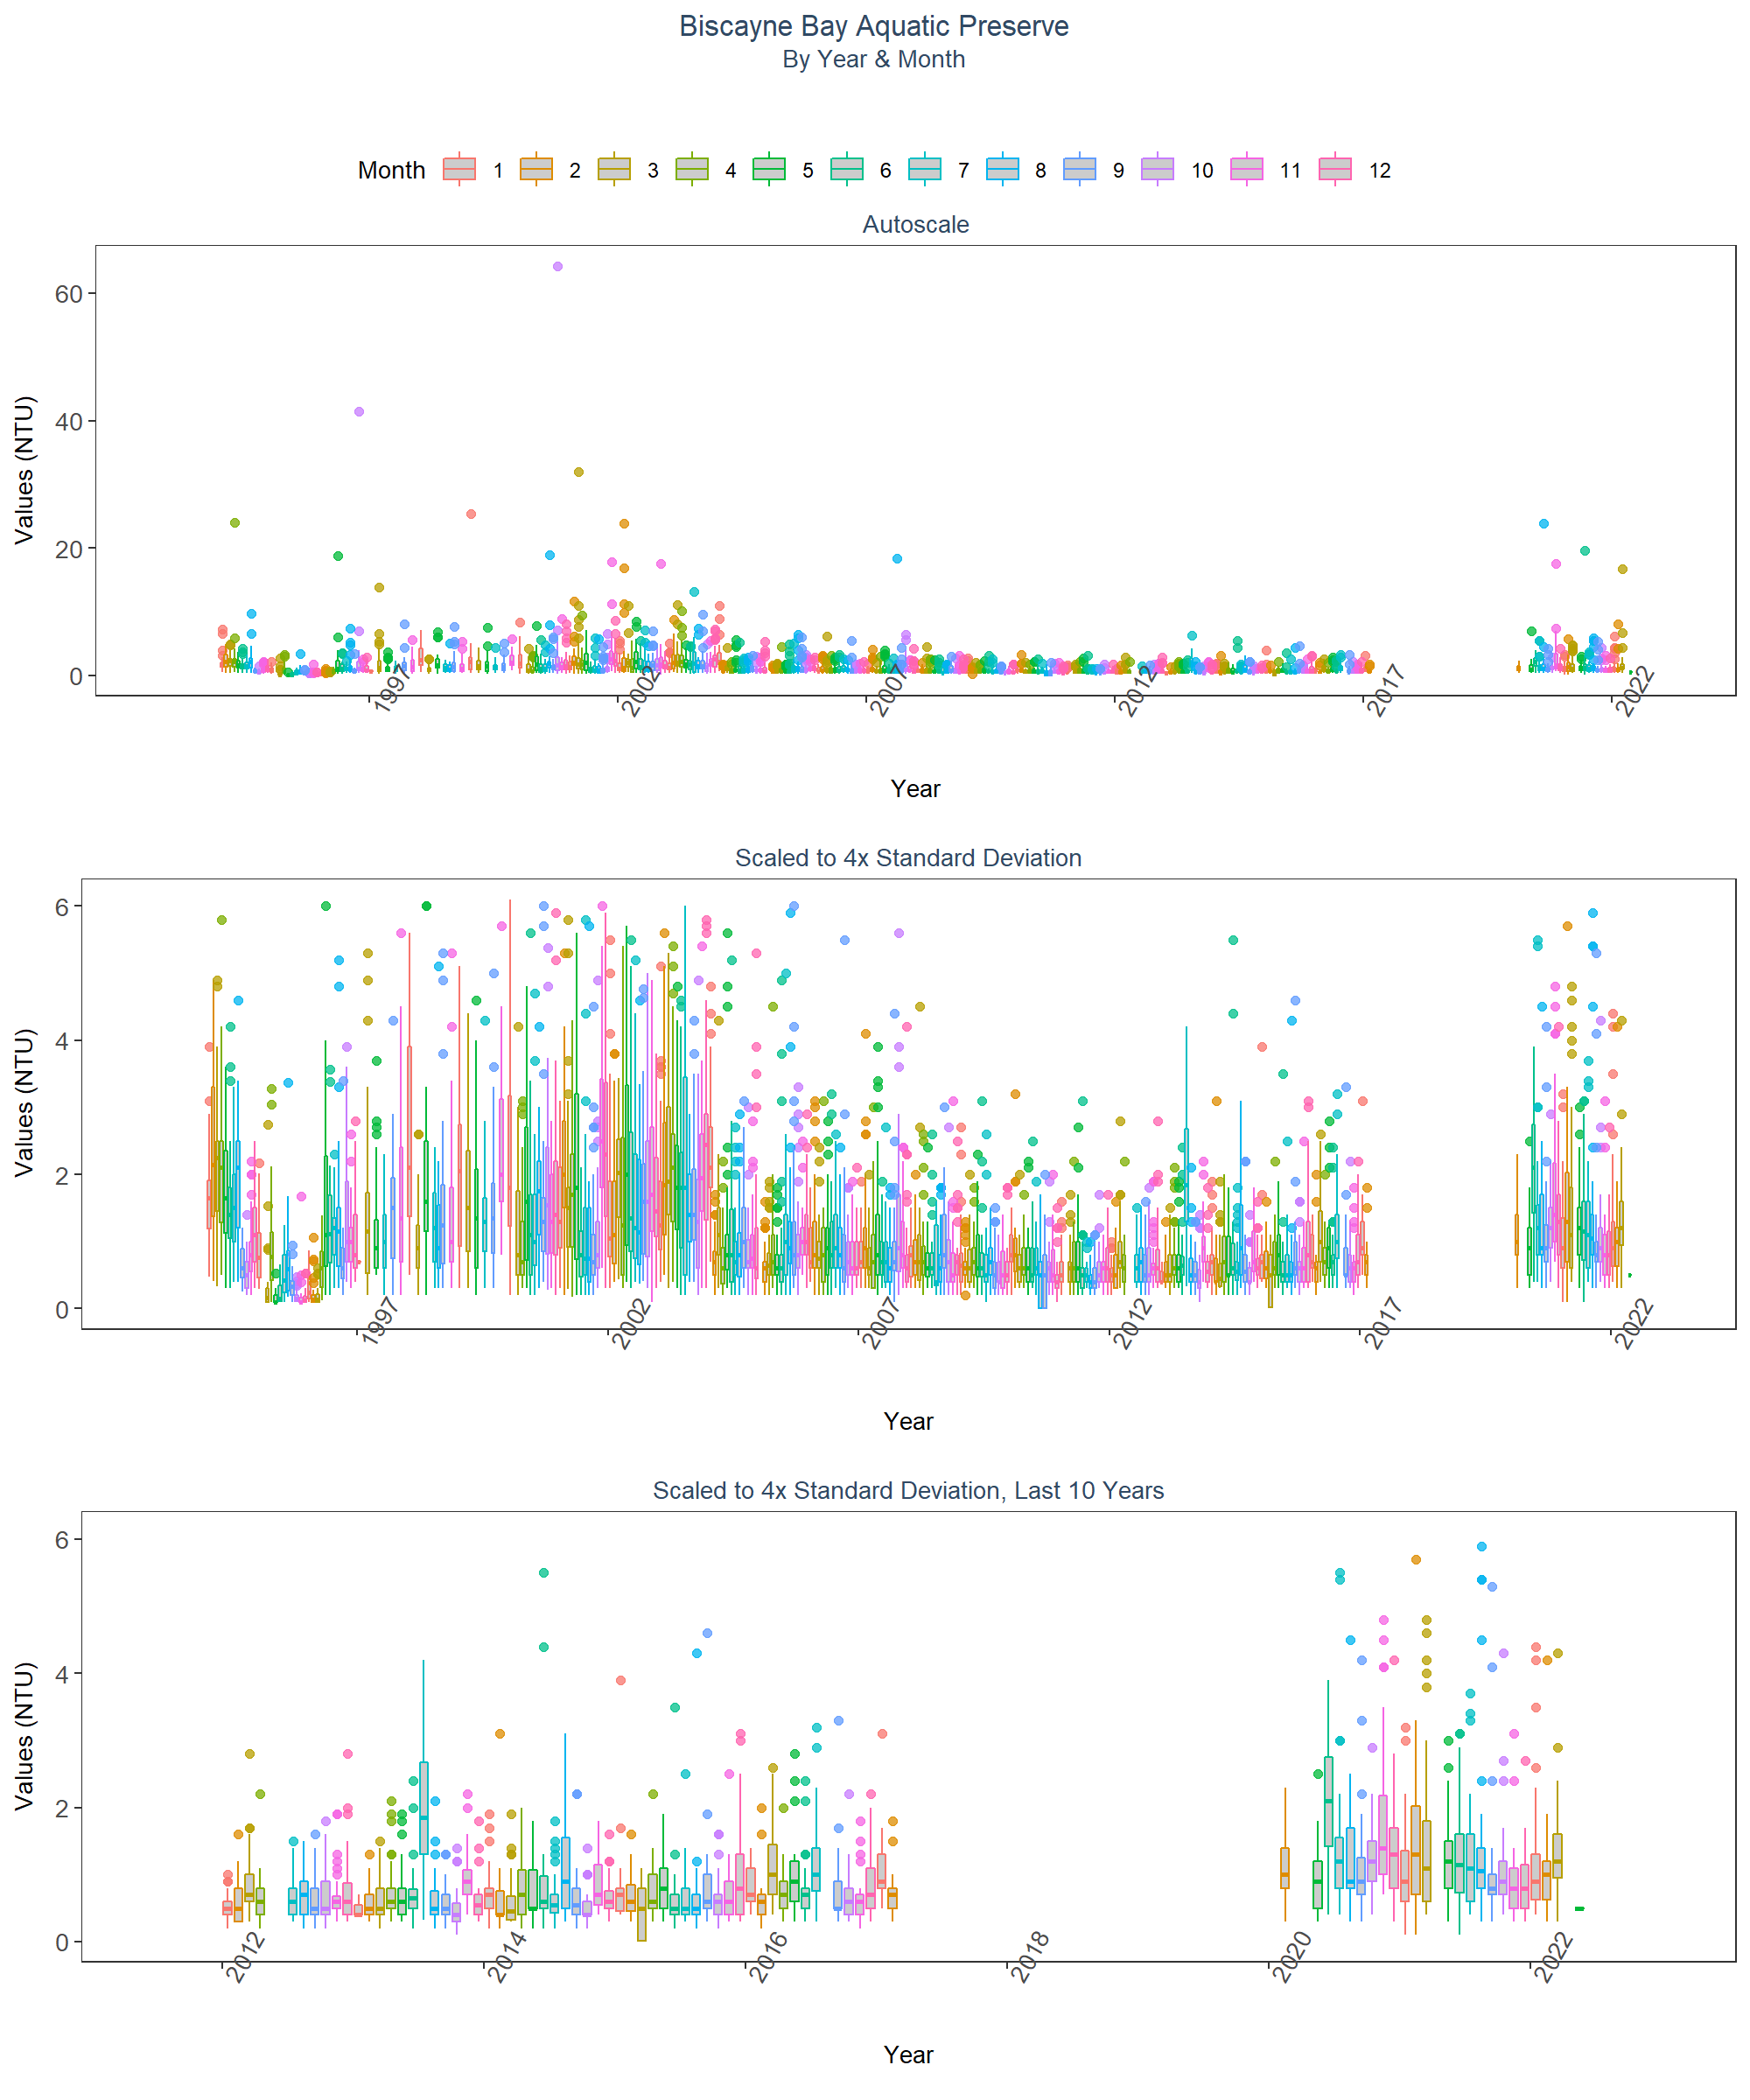 Biscayne Bay Aquatic Preserve
By Year & Month
Month 1 2 3 4 5 6 7 8 9 10 11 12
Autoscale
Values (NTU)
60
40
20
0
1997 2002 2007 2012 2017 2022
Year
Scaled to 4x Standard Deviation
Values (NTU)
6
4
2
0
1997 2002 2007 2012 2017 2022
Year
Scaled to 4x Standard Deviation, Last 10 Years
Values (NTU)
6
4
2
0
2012 2014 2016 2018 2020 2022
Year